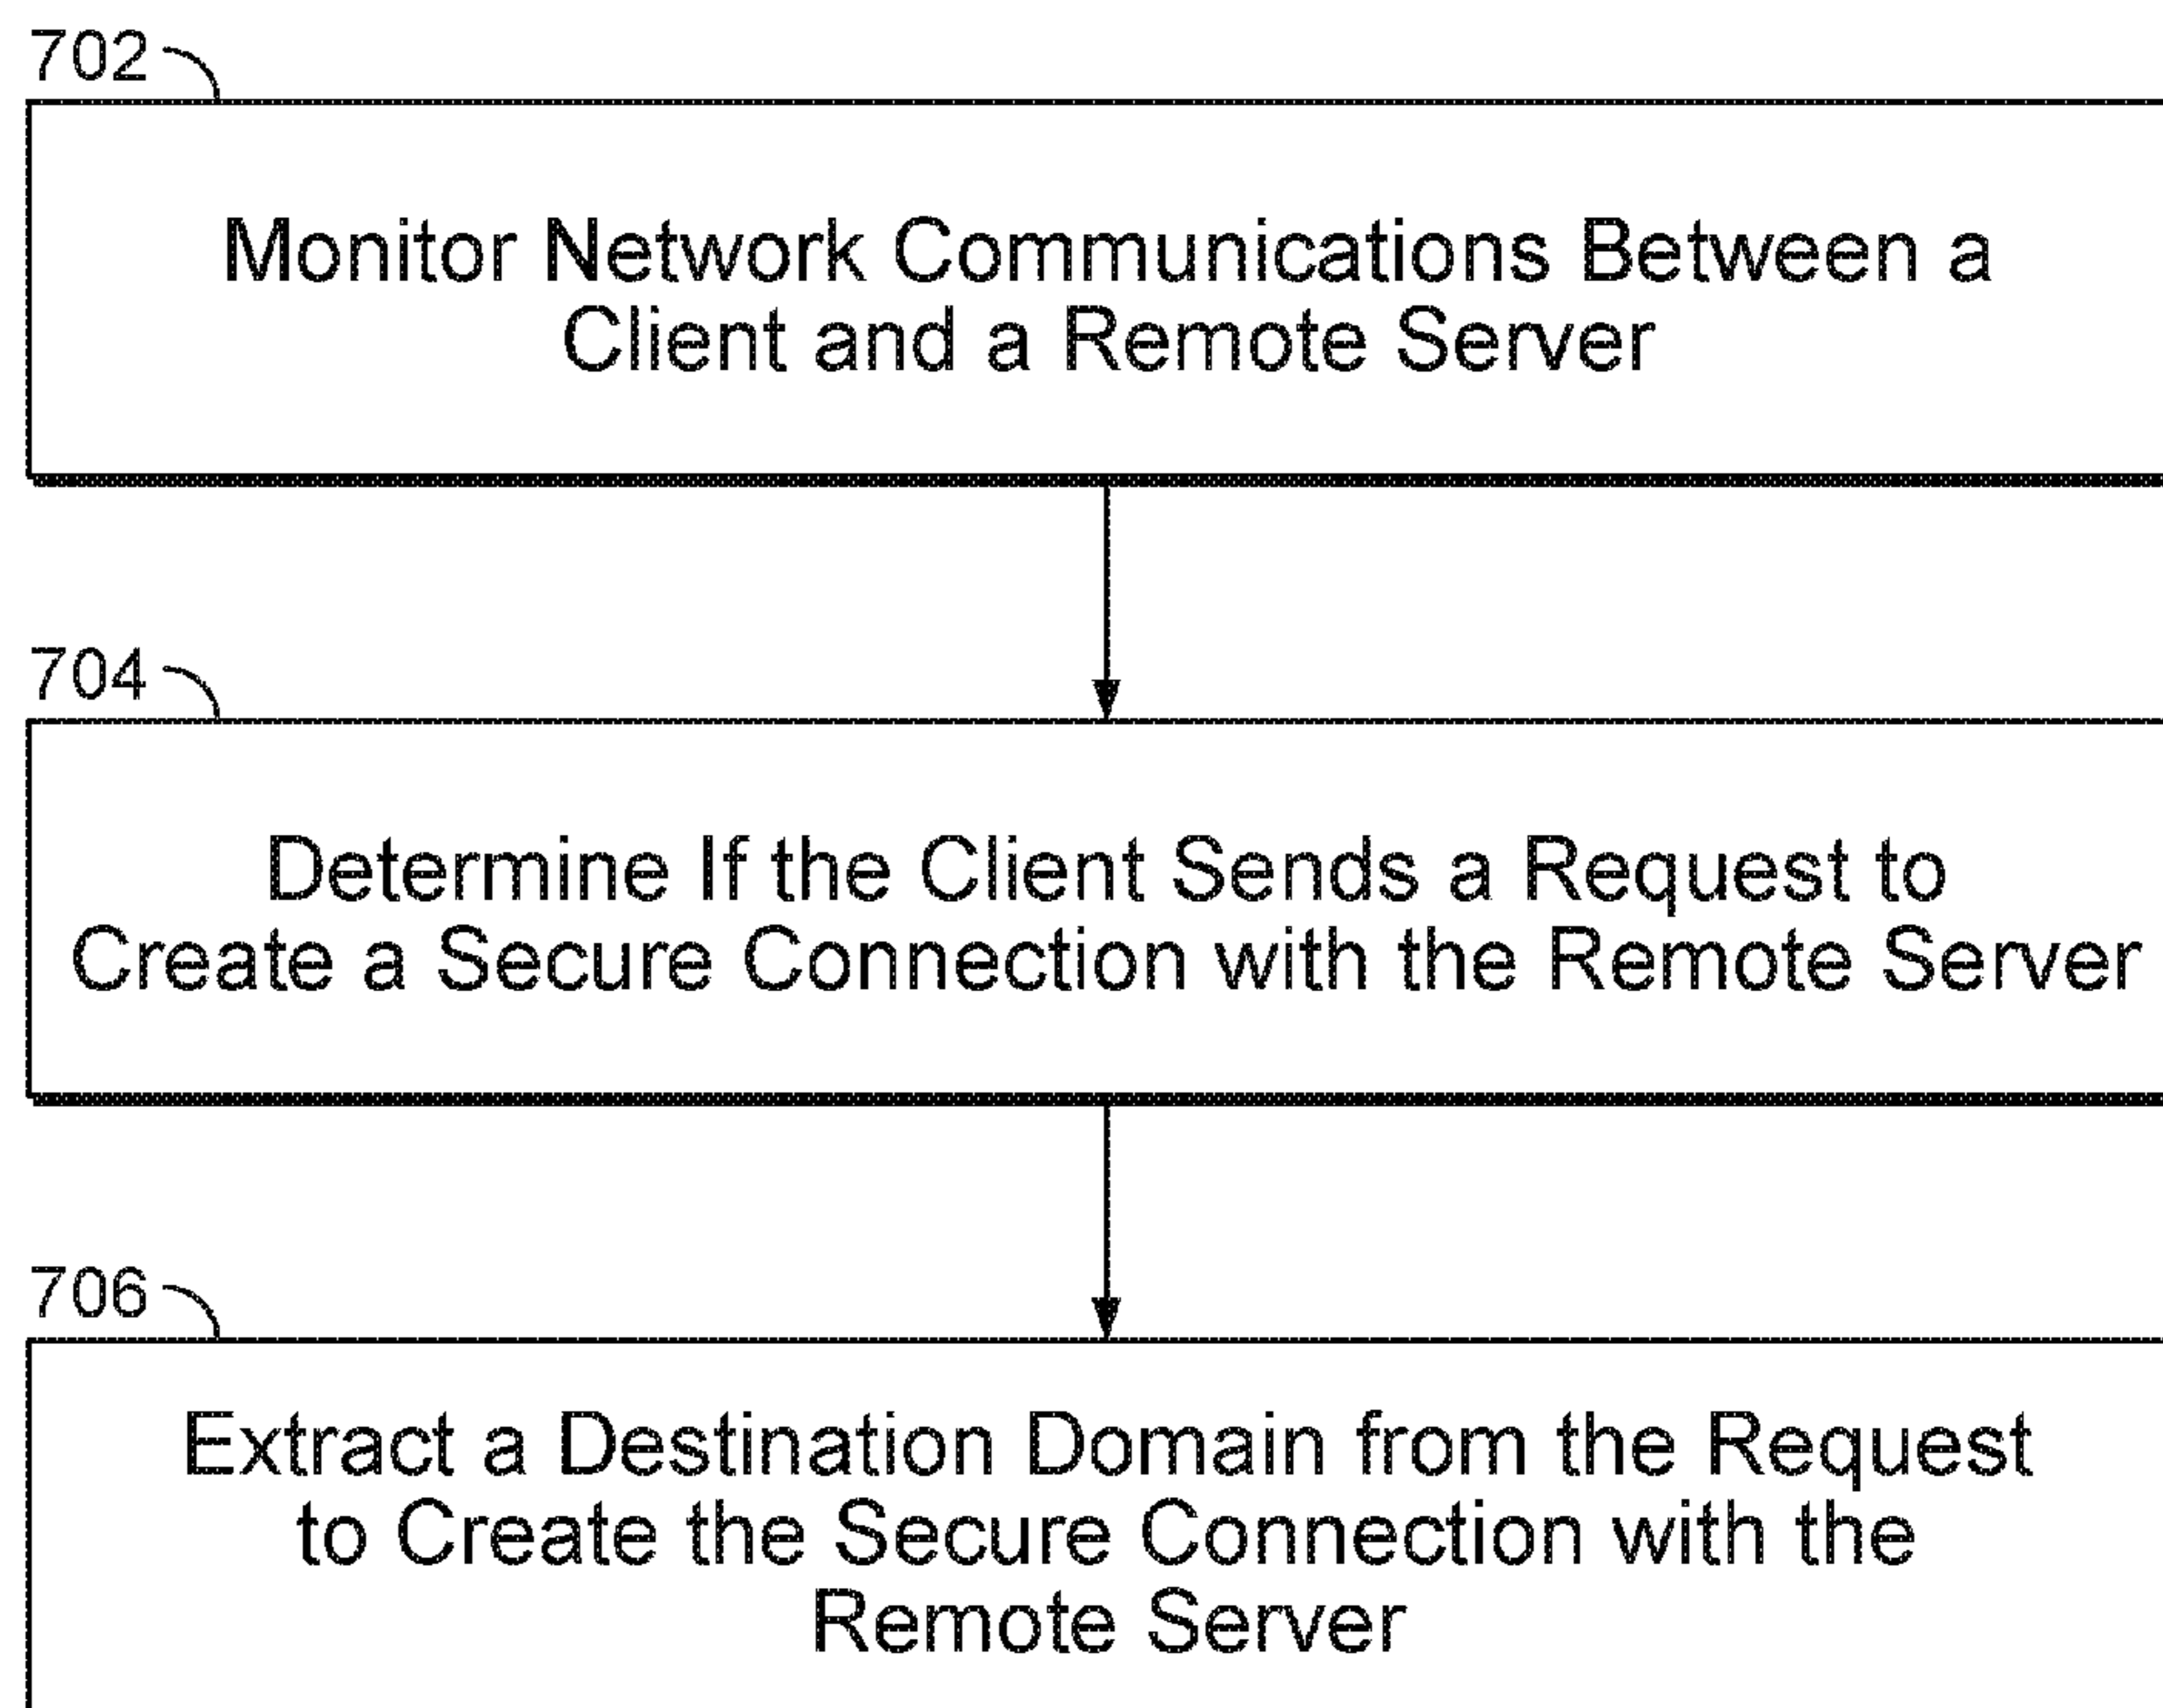 702
Monitor Network Communications Between a
Client and a Remote Server
704
Determine If the Client Sends a Request to
Create a Secure Connection with the Remote Server
706
Extract a Destination Domain from the Request
to Create the Secure Connection with the
Remote Server